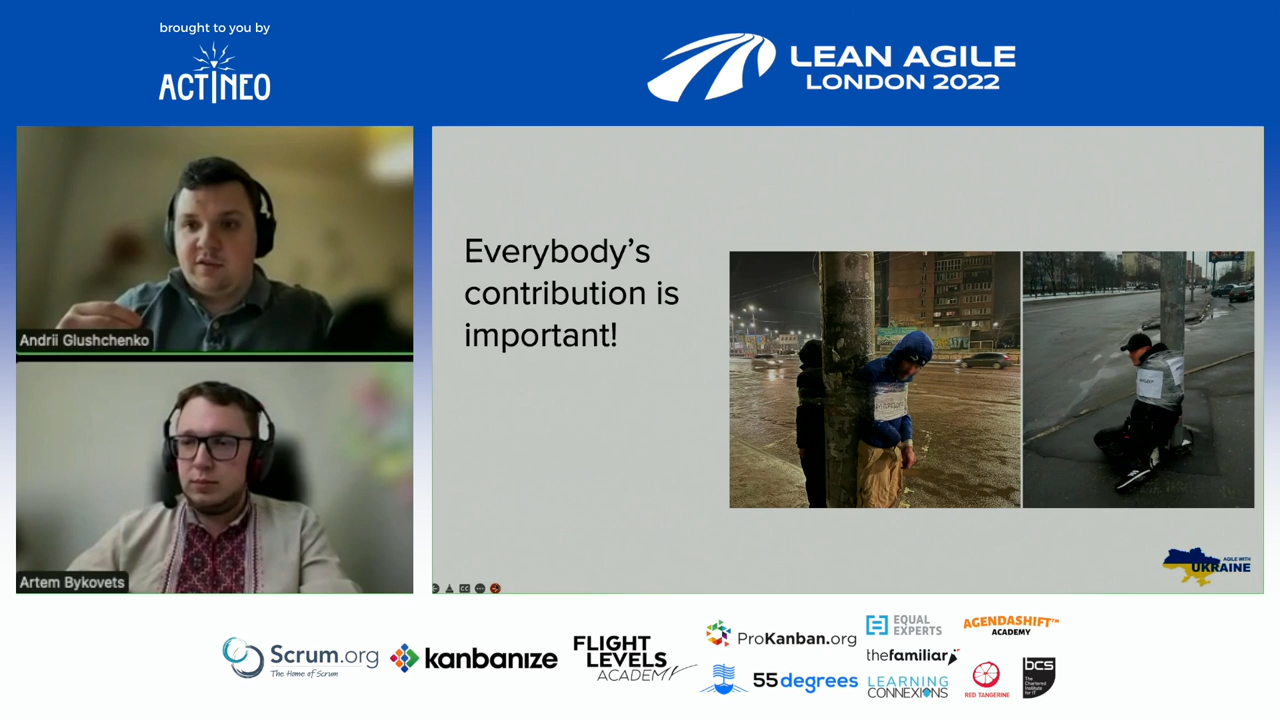 brought to you by
ACTINEO
LEAN AGILE
LONDON 2022
Andrii Glushchenko
Artem Bykovets
Everybody's
contribution is
important!
AGILE WITH
UKRAINE
Scrum.org
The Home of Scrum
kanbanize
FLIGHT
LEVELS
ACADEMY
ProKanban.org
55degrees
EQUAL
EXPERTS
thefamiliar
LEARNING
CONNEXIONS
AGENDASHIFT™
ACADEMY
RED TANGERINE
bcs
The
Chartered
Institute
for IT